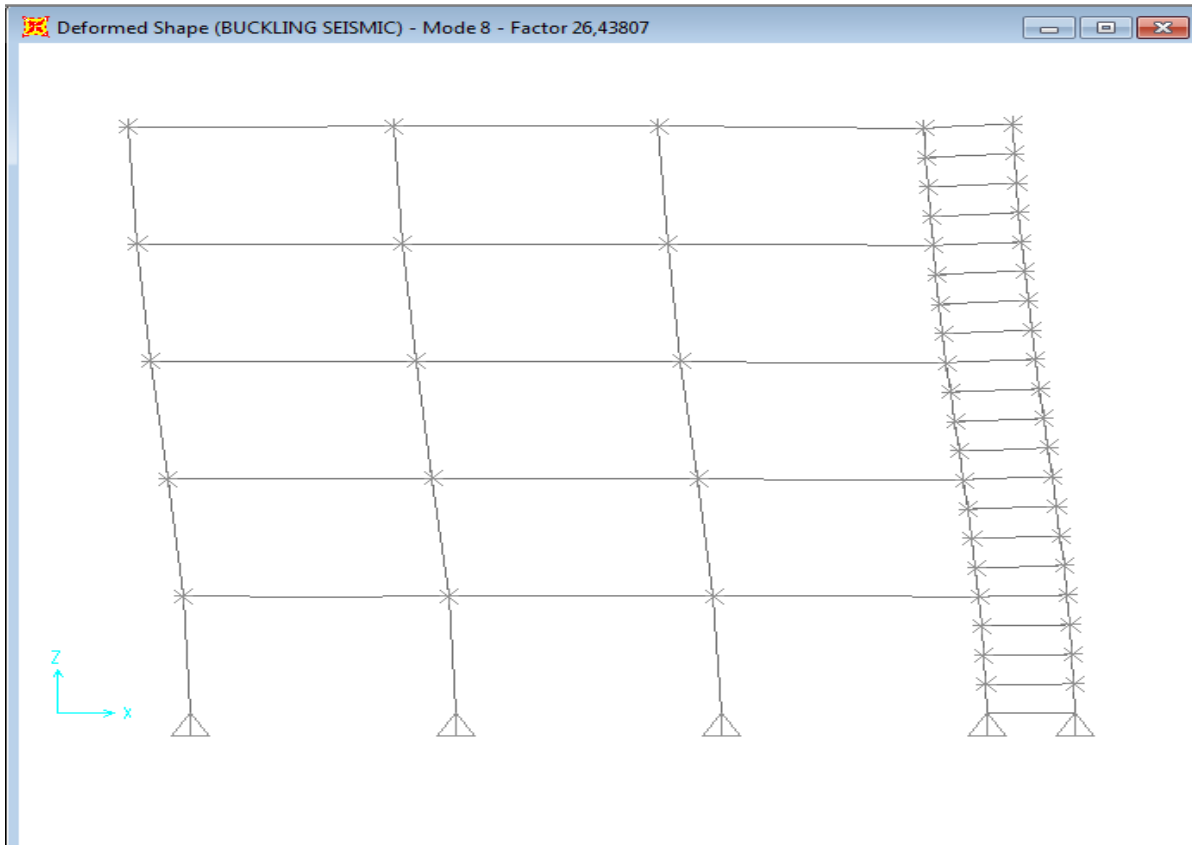 Deformed Shape (BUCKLING SEISMIC) - Mode 8 - Factor 26,43807
Z
X